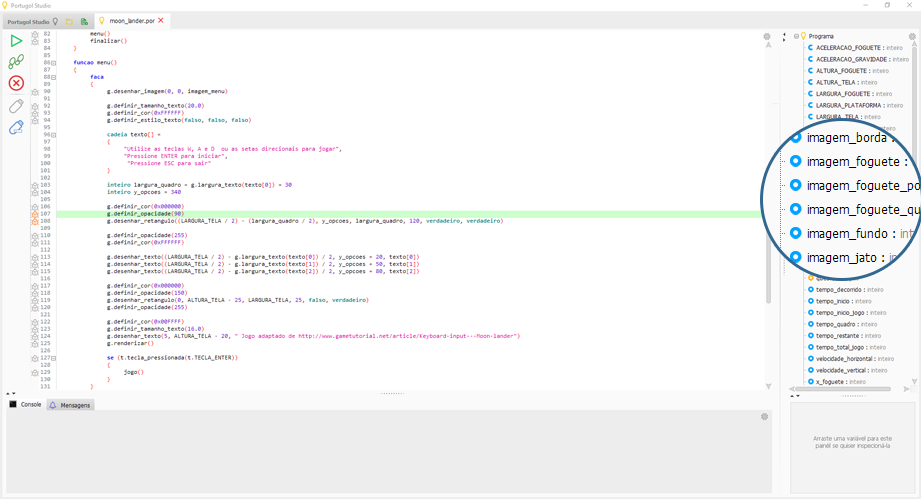 Portugol Studio
Portugol Studio
moon_lander.por
82 menu()
83 finalizar()
84 }
85
86 funcao menu()
87 {
88 faca
89 {
90 g.desenhar_imagem(0, 0, imagem_menu)
91
92 g.definir_tamanho_texto(20.0)
93 g.definir_cor(0xFFFFFF)
94 g.definir_estilo_texto(falso, falso, falso)
95
96 cadeia texto[] =
97 {
98 "Utilize as teclas W, A e D  ou as setas direcionais para jogar",
99 "Pressione ENTER para iniciar",
100 "Pressione ESC para sair"
101 }
102
103 inteiro largura_quadro = g.largura_texto(texto[0]) + 30
104 inteiro y_opcoes = 340
105
106 g.definir_cor(0x000000)
107 g.definir_opacidade(90)
108 g.desenhar_retangulo((LARGURA_TELA / 2) - (largura_quadro / 2), y_opcoes, largura_quadro, 120, verdadeiro, verdadeiro)
109
110 g.definir_opacidade(255)
111 g.definir_cor(0xFFFFFF)
112
113 g.desenhar_texto((LARGURA_TELA / 2) - g.largura_texto(texto[0]) / 2, y_opcoes + 20, texto[0])
114 g.desenhar_texto((LARGURA_TELA / 2) - g.largura_texto(texto[1]) / 2, y_opcoes + 50, texto[1])
115 g.desenhar_texto((LARGURA_TELA / 2) - g.largura_texto(texto[2]) / 2, y_opcoes + 80, texto[2])
116
117 g.definir_cor(0x000000)
118 g.definir_opacidade(150)
119 g.desenhar_retangulo(0, ALTURA_TELA - 25, LARGURA_TELA, 25, falso, verdadeiro)
120 g.definir_opacidade(255)
121
122 g.definir_cor(0x00FFFF)
123 g.definir_tamanho_texto(16.0)
124 g.desenhar_texto(5, ALTURA_TELA - 20, " Jogo adaptado de http://www.gametutorial.net/article/Keyboard-input---Moon-lander")
125 g.renderizar()
126
127 se (t.tecla_pressionada(t.TECLA_ENTER))
128 {
129 jogo()
130 }
131 }
Programa
ACELERACAO_FOGUETE : inteiro
ACELERACAO_GRAVIDADE : inteiro
ALTURA_FOGUETE : inteiro
ALTURA_TELA : inteiro
LARGURA_FOGUETE : inteiro
LARGURA_PLATAFORMA : inteiro
LARGURA_TELA : inteiro
inteiro
imagem_borda
imagem_foguete :
imagem_foguete_po
imagem_foguete_qu
imagem_fundo : int
imagem_jato : in
tempo_decorrido : inteiro
tempo_inicio : inteiro
tempo_inicio_jogo : inteiro
tempo_quadro : inteiro
tempo_restante : inteiro
tempo_total_jogo : inteiro
velocidade_horizontal : inteiro
velocidade_vertical : inteiro
x_foguete : inteiro
Console
Mensagens
Arraste uma variável para este
painel se quiser inspecioná-la